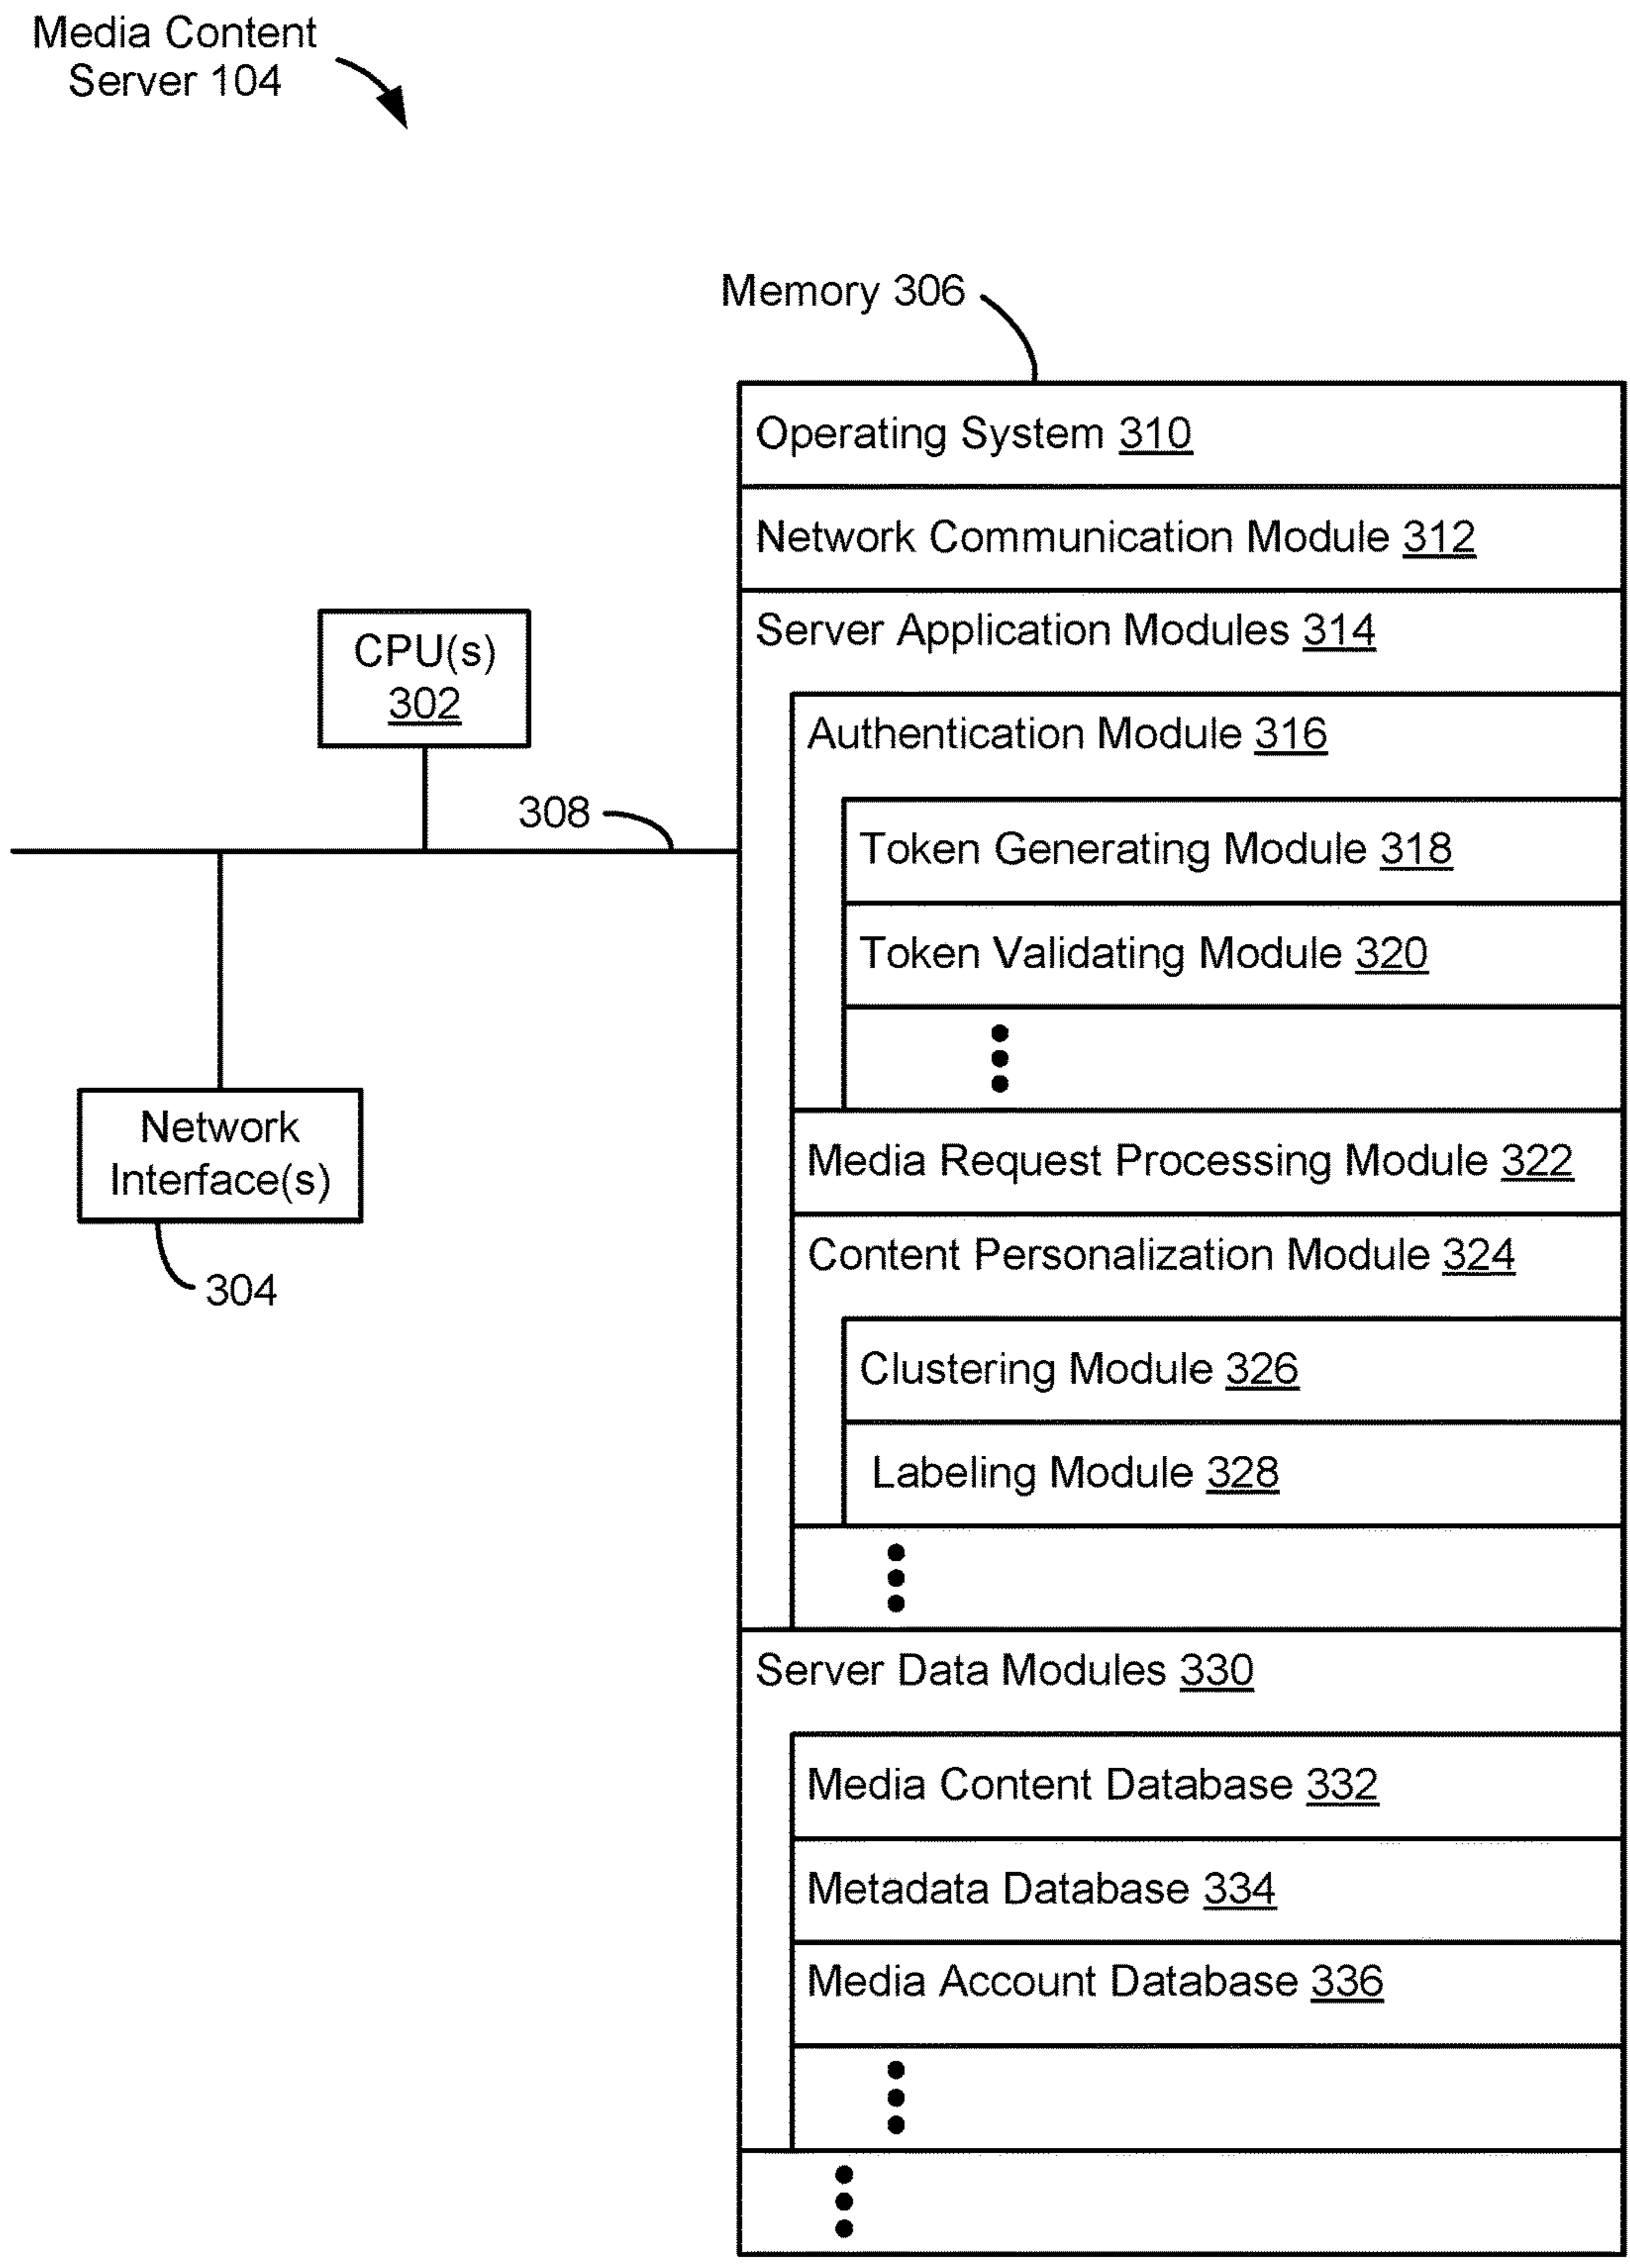 Media Content
Server 104
Memory 306
Operating System 310
Network Communication Module 312
Server Application Modules 314
CPU(s)
302
Authentication Module 316
308
Token Generating Module 318
Token Validating Module 320
Network
Interface(s)
304
Media Request Processing Module 322
Content Personalization Module 324
Clustering Module 326
Labeling Module 328
Server Data Modules 330
Media Content Database 332
Metadata Database 334
Media Account Database 336